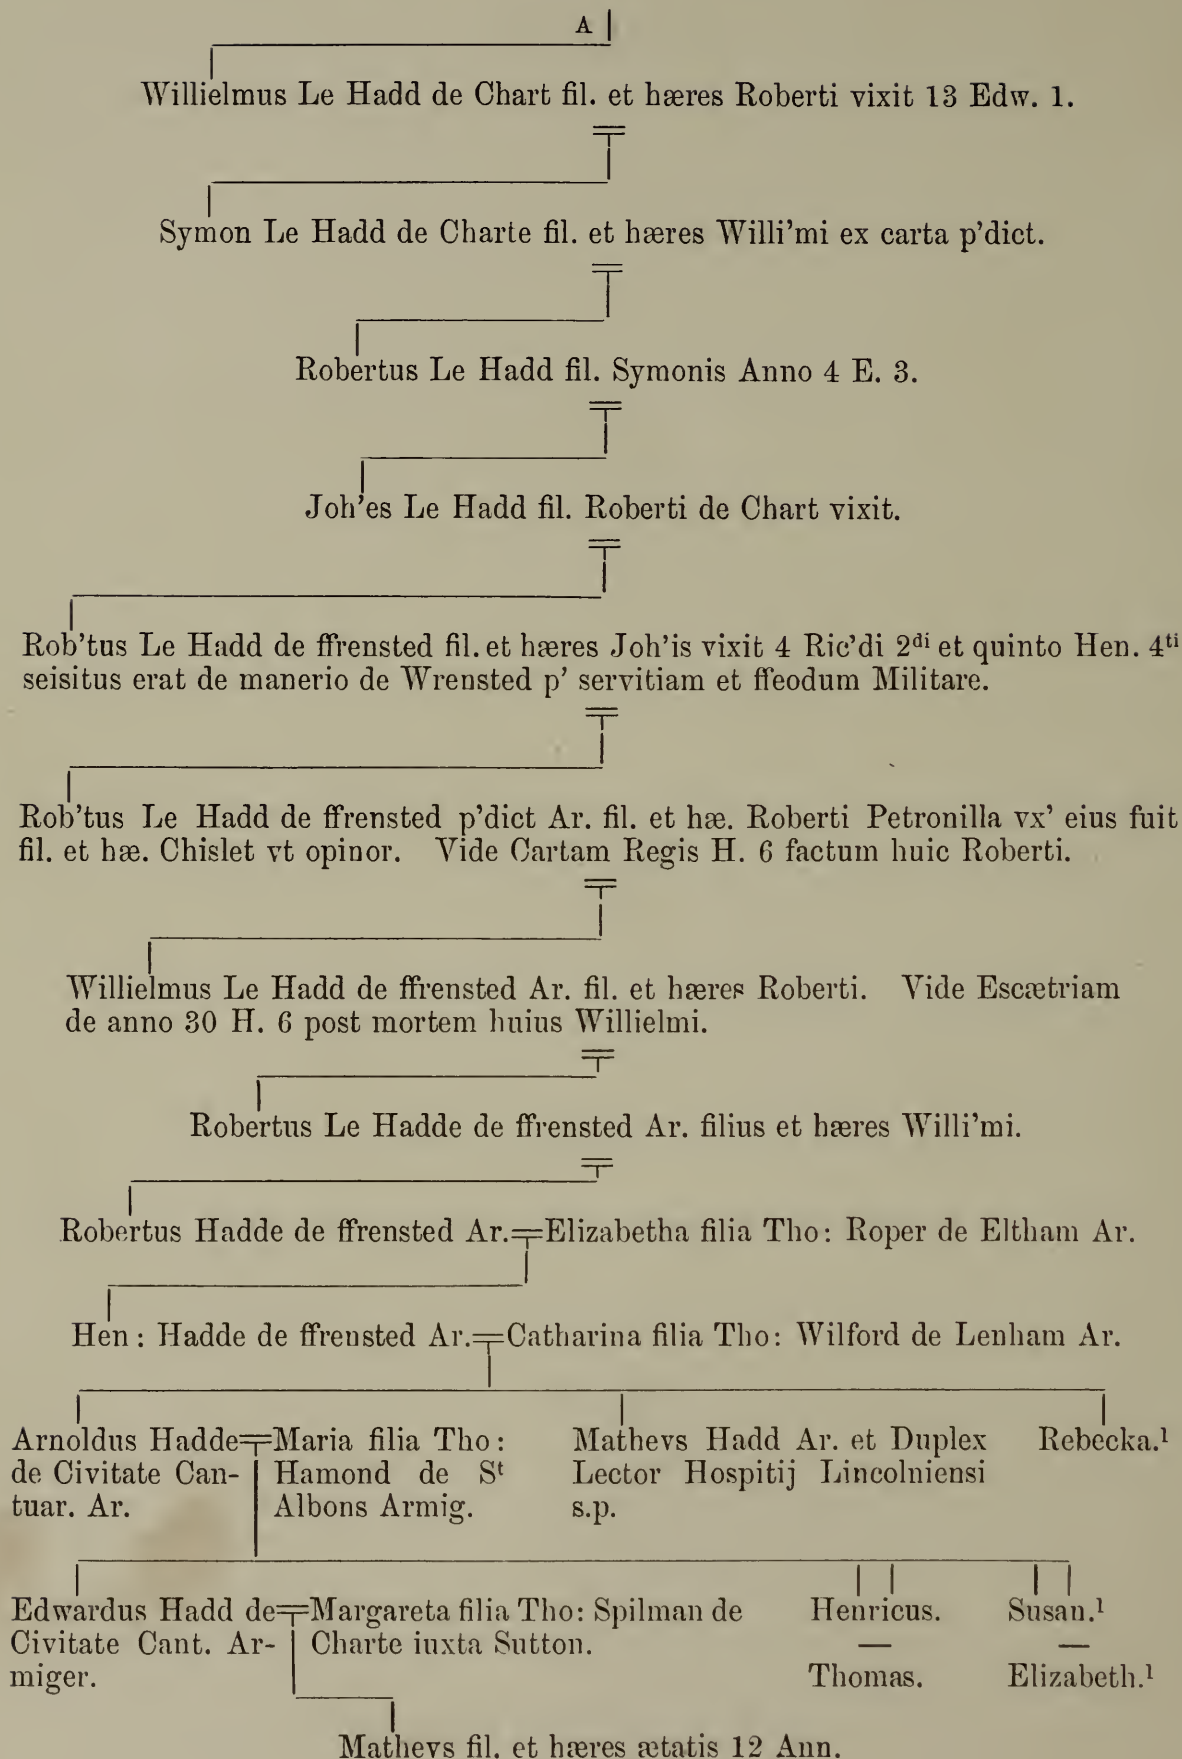 A
Willielmus Le Hadd de Chart fil. et hæres Roberti vixit 13 Edw. 1.
Symon Le Hadd de Charte fil. et hæres Willi'mi ex carta p'dict.
Robertus Le Hadd fil. Symonis Anno 4 E. 3.
Joh'es Le Hadd fil. Roberti de Chart vixit.
Rob'tus Le Hadd de ffrensted fil. et hæres Joh'is vixit 4 Ric'di 2di et quinto Hen. 4ti
seisitus erat de manerio de Wrensted p' servitiam et ffeodum Militare.
Rob'tus Le Hadd de ffrensted p'dict Ar. fil. et hæ. Roberti Petronilla vx' eius fuit
fil. et hæ. Chislet vt opinor. Vide Cartam Regis H. 6 factum huic Roberti.
Willielmus Le Hadd de ffrensted Ar. fil. et hæres Roberti. Vide Escætriam
de anno 30 H. 6 post mortem huius Willielmi.
Robertus Le Hadde de ffrensted Ar. filius et hæres Willi'mi.
Robertus Hadde de ffrensted Ar.=Elizabetha filia Tho: Roper de Eltham Ar.
Hen: Hadde de ffrensted Ar.=Catharina filia Tho: Wilford de Lenham Ar.
Arnoldus Hadde=Maria filia Tho: Mathevs Hadd Ar. et Duplex Rebecka.¹
de Civitate Can- Hamond de St Lector Hospitij Lincolniensi
tuar. Ar. Albons Armig. s.p.
Edwardus Hadd de=Margareta filia Tho: Spilman de Henricus. Susan.¹
Civitate Cant. Ar- Charte iuxta Sutton. — —
miger. Thomas. Elizabeth.¹
Mathevs fil. et hæres ætatis 12 Ann.